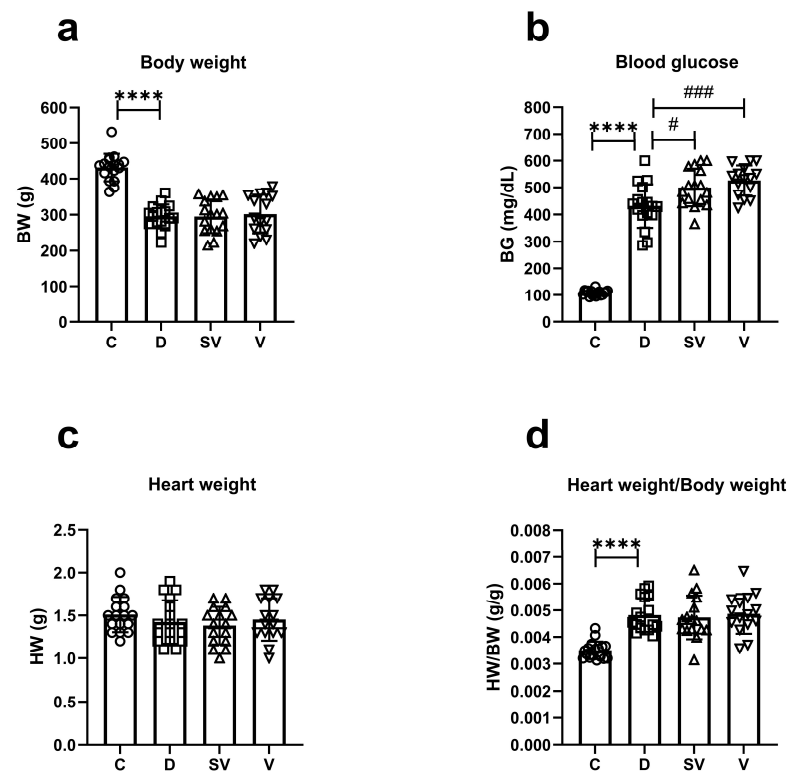 a
Body weight
BW (g)
600
500
400
300
200
100
0
****
C D SV V
b
Blood glucose
BG (mg/dL)
800
700
600
500
400
300
200
100
0
###
#
****
C D SV V
c
Heart weight
HW (g)
2.5
2.0
1.5
1.0
0.5
0.0
C D SV V
d
Heart weight/Body weight
HW/BW (g/g)
0.008
0.007
0.006
0.005
0.004
0.003
0.002
0.001
0.000
****
C D SV V